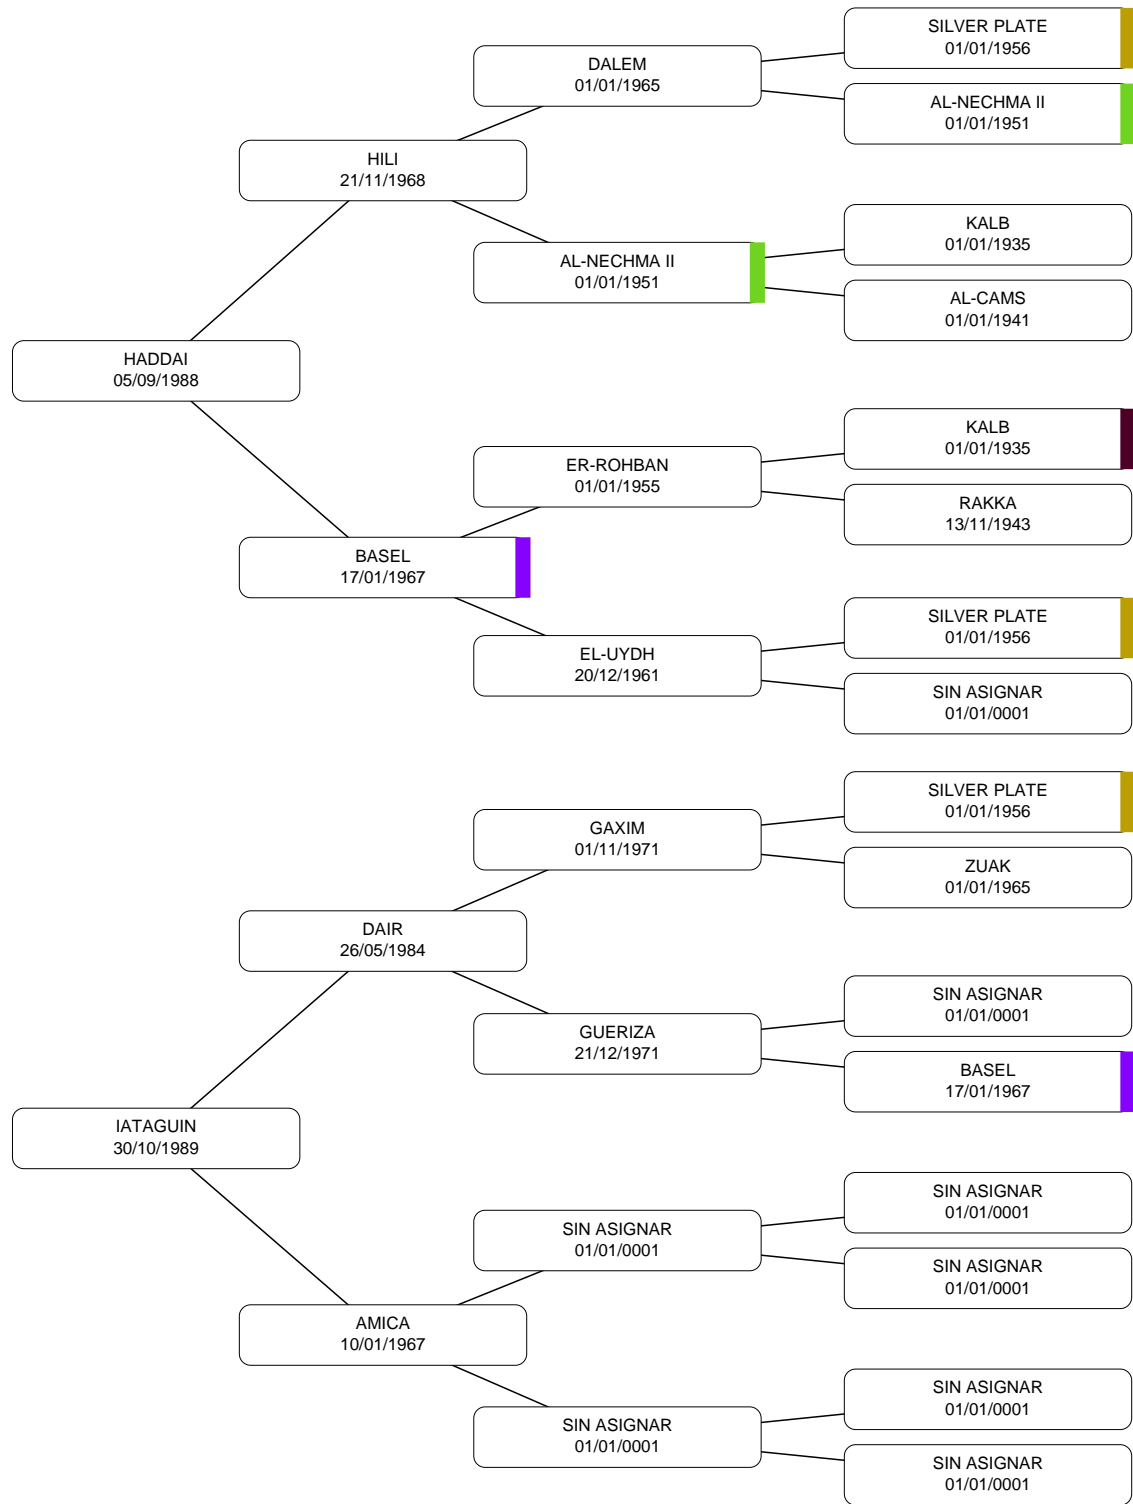 SILVER PLATE
01/01/1956
DALEM
01/01/1965
AL-NECHMA II
01/01/1951
HILI
21/11/1968
KALB
01/01/1935
AL-NECHMA II
01/01/1951
AL-CAMS
01/01/1941
HADDAI
05/09/1988
KALB
01/01/1935
ER-ROHBAN
01/01/1955
RAKKA
13/11/1943
BASEL
17/01/1967
SILVER PLATE
01/01/1956
EL-UYDH
20/12/1961
SIN ASIGNAR
01/01/0001
SILVER PLATE
01/01/1956
GAXIM
01/11/1971
ZUAK
01/01/1965
DAIR
26/05/1984
SIN ASIGNAR
01/01/0001
GUERIZA
21/12/1971
BASEL
17/01/1967
IATAGUIN
30/10/1989
SIN ASIGNAR
01/01/0001
SIN ASIGNAR
01/01/0001
SIN ASIGNAR
01/01/0001
AMICA
10/01/1967
SIN ASIGNAR
01/01/0001
SIN ASIGNAR
01/01/0001
SIN ASIGNAR
01/01/0001